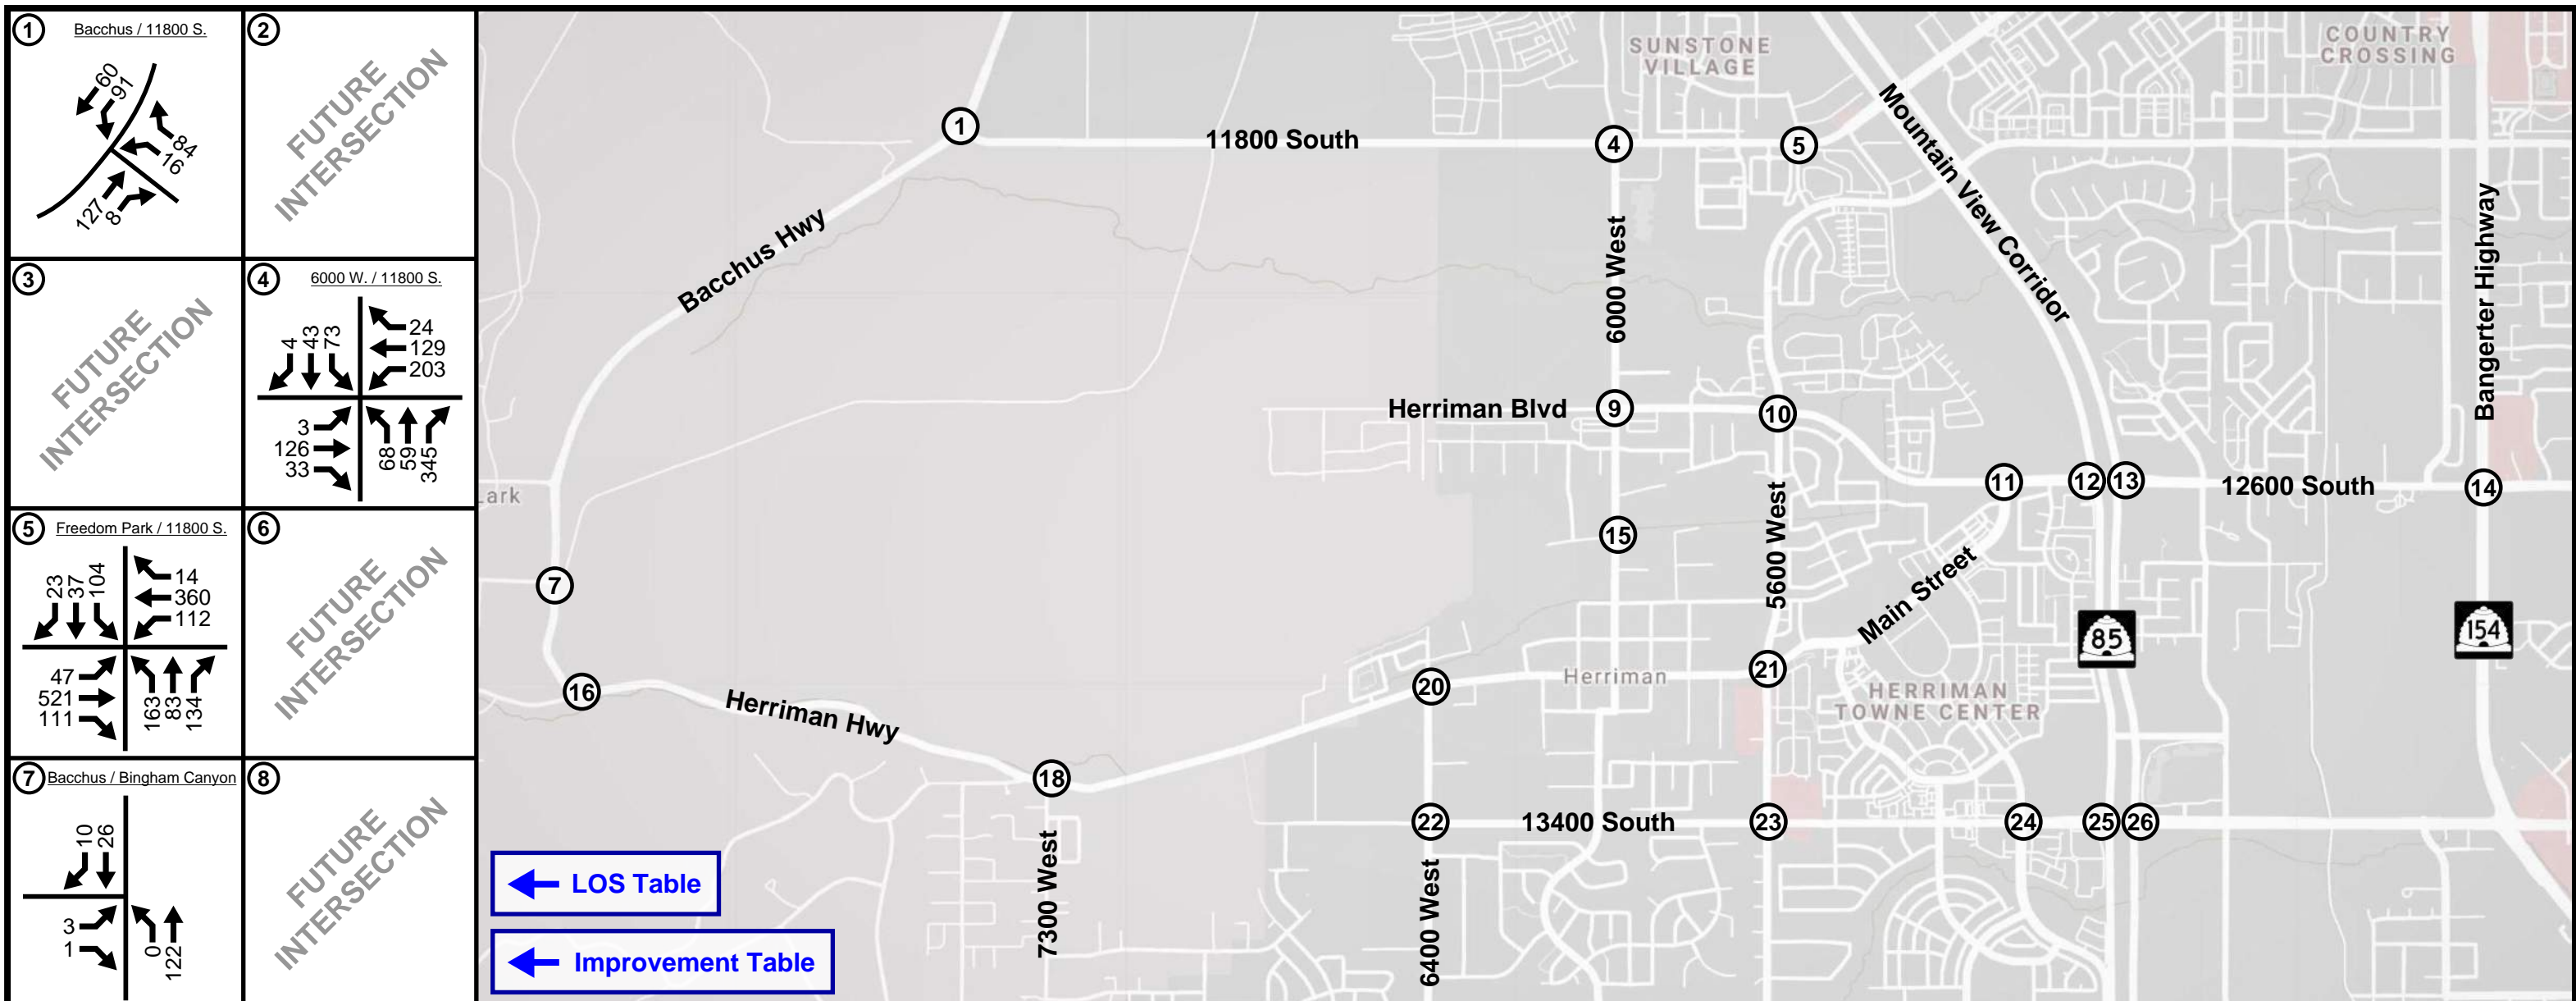 1
Bacchus / 11800 S.
60
91
84
16
127
8
2
FUTURE
INTERSECTION
3
FUTURE
INTERSECTION
4
6000 W. / 11800 S.
4
43
73
24
129
203
3
126
33
68
59
345
5
Freedom Park / 11800 S.
23
37
104
14
360
112
47
521
111
163
83
134
6
FUTURE
INTERSECTION
7
Bacchus / Bingham Canyon
10
26
3
1
0
122
8
FUTURE
INTERSECTION
SUNSTONE
VILLAGE
COUNTRY
CROSSING
1
11800 South
4
5
Mountain View Corridor
Bacchus Hwy
6000 West
Bangerter Highway
Herriman Blvd
9
10
Lark
11
12
13
12600 South
14
15
5600 West
7
Main Street
85
154
16
Herriman Hwy
20
Herriman
21
HERRIMAN
TOWNE CENTER
18
22
13400 South
23
24
25
26
7300 West
6400 West
LOS Table
Improvement Table